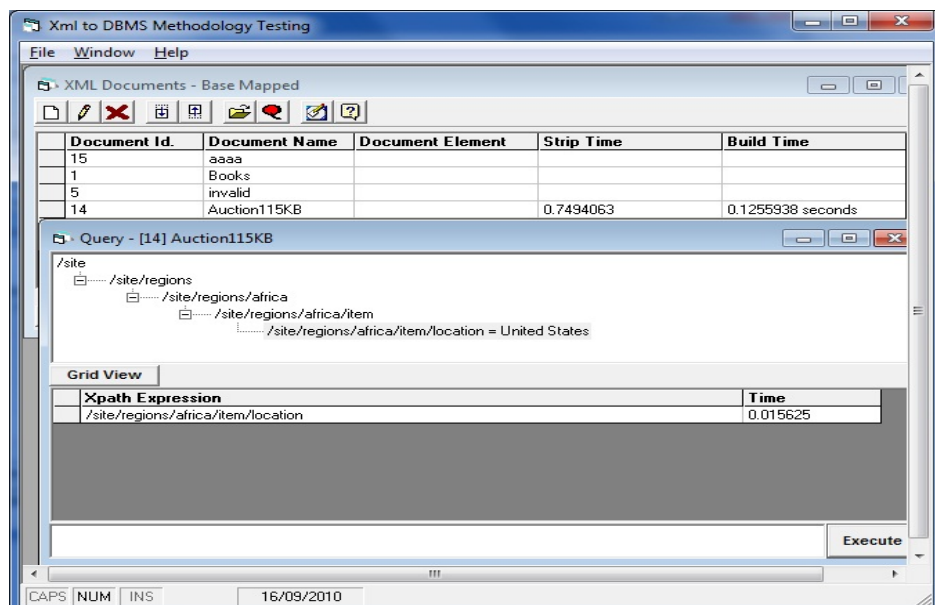 Xml to DBMS Methodology Testing
File Window Help
XML Documents - Base Mapped
Document Id. Document Name Document Element Strip Time Build Time
15 aaaa
1 Books
5 invalid
14 Auction115KB 0.7494063 0.1255938 seconds
Query - [14] Auction115KB
/site
/site/regions
/site/regions/africa
/site/regions/africa/item
/site/regions/africa/item/location = United States
Grid View
Xpath Expression Time
/site/regions/africa/item/location 0.015625
Execute
CAPS NUM INS 16/09/2010